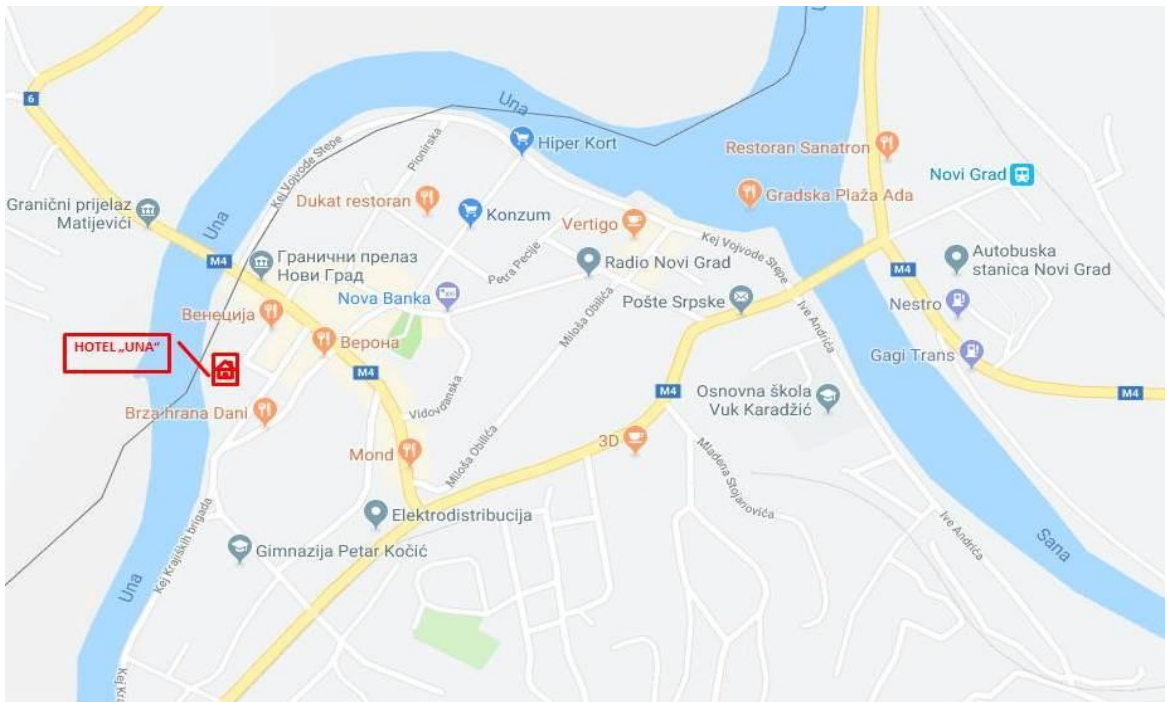 Una
Una
6
Hiper Kort
Restoran Sanatron
Pionirska
Kej Vojvode Stepe
Novi Grad
Dukat restoran
Gradska Plaža Ada
Granični prijelaz
Matijevići
Una
Konzum
Vertigo
Kej Vojvode Stepe
M4
Гранични прелаз
Нови Град
Petra Pecije
Radio Novi Grad
M4
Autobuska
stanica Novi Grad
Nova Banka
Pošte Srpske
Ive Andrića
Nestro
Венеција
Miloša Obilića
HOTEL „UNA“
Верона
Gagi Trans
M4
M4
M4
Osnovna škola
Vuk Karadžić
Brza hrana Dani
Vidovdanska
3D
Mond
Miloša Obilića
Mladena Stojanovića
Kej Krajiških brigada
Elektrodistribucija
Ive Andrića
Gimnazija Petar Kočić
Sana
Una
Kej Kra